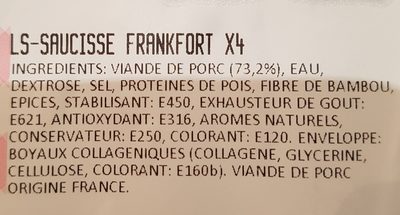 LS-SAUCISSE FRANKFORT X4
INGREDIENTS: VIANDE DE PORC (73,2%), EAU,
DEXTROSE, SEL, PROTEINES DE POIS, FIBRE DE BAMBOU,
EPICES, STABILISANT: E450, EXHAUSTEUR DE GOUT:
E621, ANTIOXYDANT: E316, AROMES NATURELS,
CONSERVATEUR: E250, COLORANT: E120. ENVELOPPE:
BOYAUX COLLAGENIQUES (COLLAGENE, GLYCERINE,
CELLULOSE, COLORANT: E160b). VIANDE DE PORC
ORIGINE FRANCE.